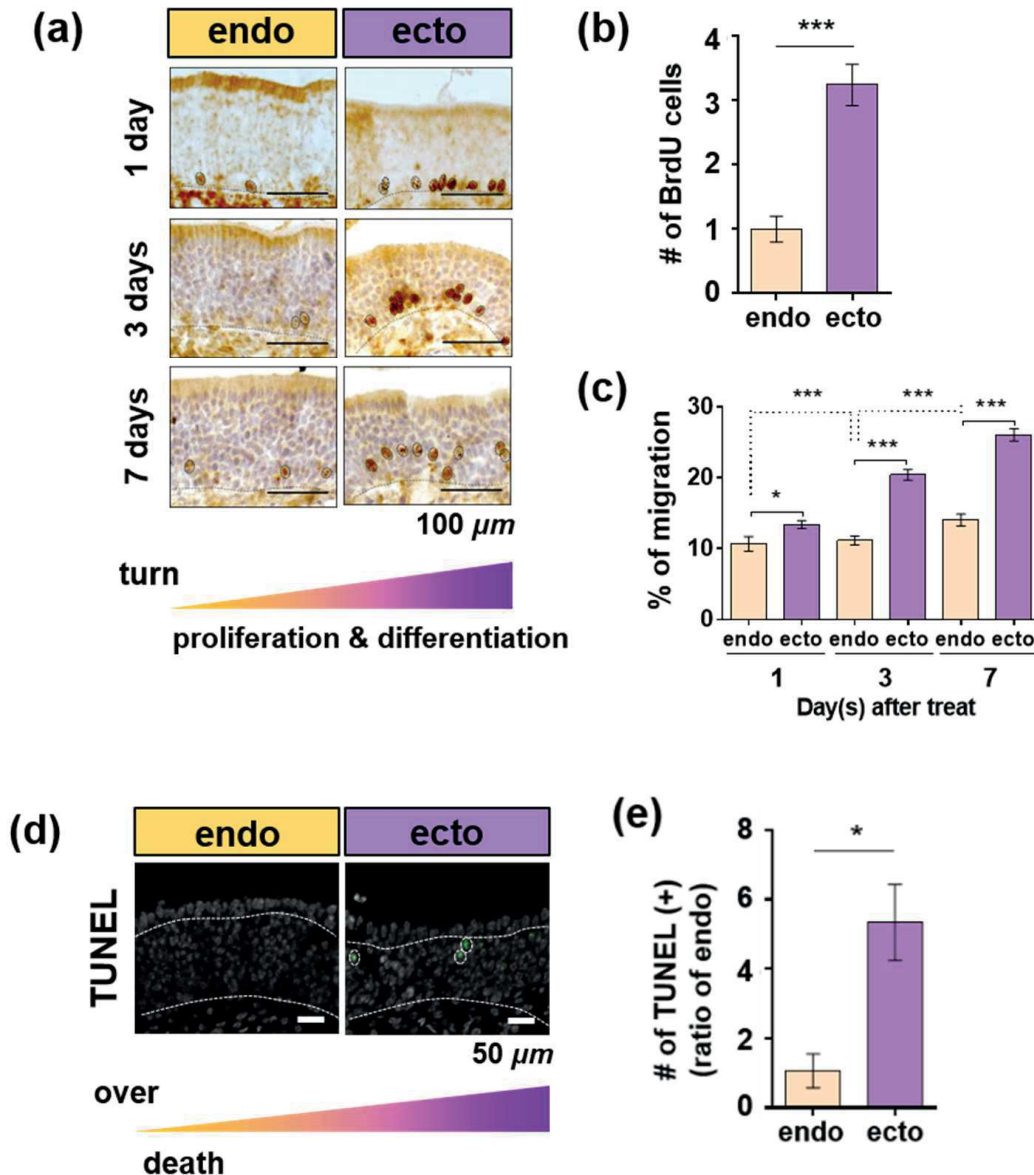 (a)
endo ecto
1 day
3 days
7 days
100 μm
turn
proliferation & differentiation
(b)
# of BrdU cells
4
3
2
1
0
***
endo ecto
(c)
% of migration
30
20
10
0
*** ***
* *** ***
endo ecto endo ecto endo ecto
1 3 7
Day(s) after treat
(d)
endo ecto
TUNEL
50 μm
over
death
(e)
# of TUNEL (+)
(ratio of endo)
8
6
4
2
0
*
endo ecto